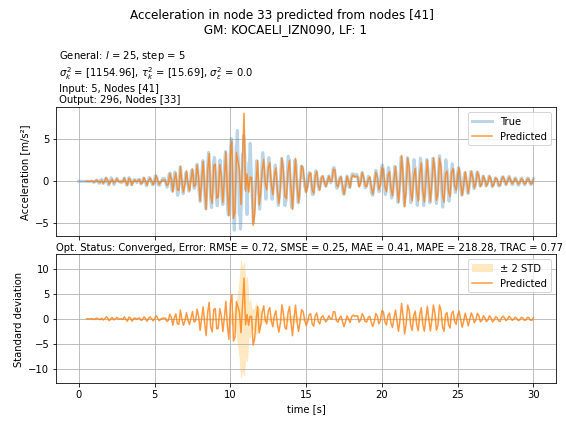 Acceleration in node 33 predicted from nodes [41]
GM: KOCAELI_IZN090, LF: 1
General: l = 25, step = 5
σ²ₖ = [1154.96], τ²ₖ = [15.69], σ²ε = 0.0
Input: 5, Nodes [41]
Output: 296, Nodes [33]
Acceleration [m/s²]
5
0
−5
True
Predicted
Opt. Status: Converged, Error: RMSE = 0.72, SMSE = 0.25, MAE = 0.41, MAPE = 218.28, TRAC = 0.77
Standard deviation
10
5
0
−5
−10
± 2 STD
Predicted
0 5 10 15 20 25 30
time [s]